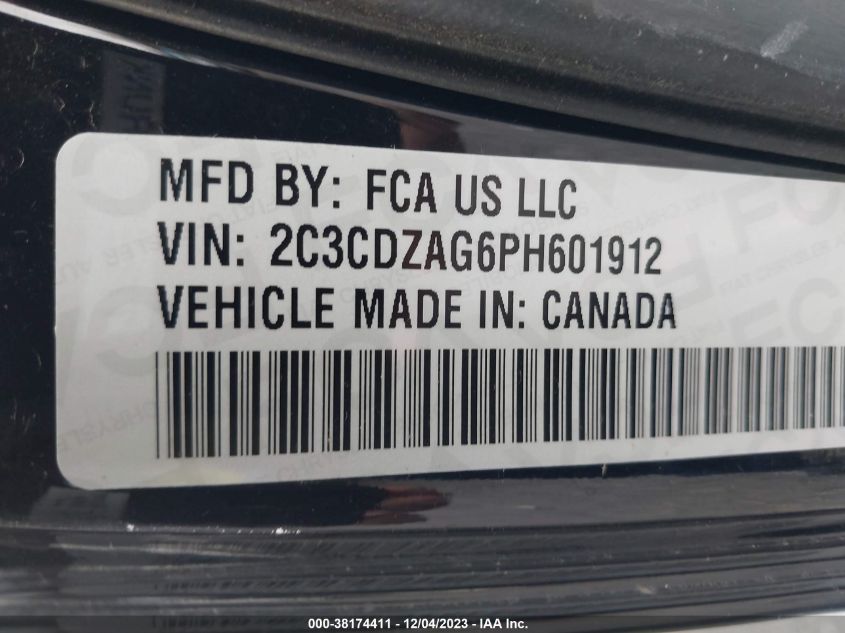 MFD BY: FCA US LLC
VIN: 2C3CDZAG6PH601912
VEHICLE MADE IN: CANADA
000-38174411 - 12/04/2023 - IAA Inc.